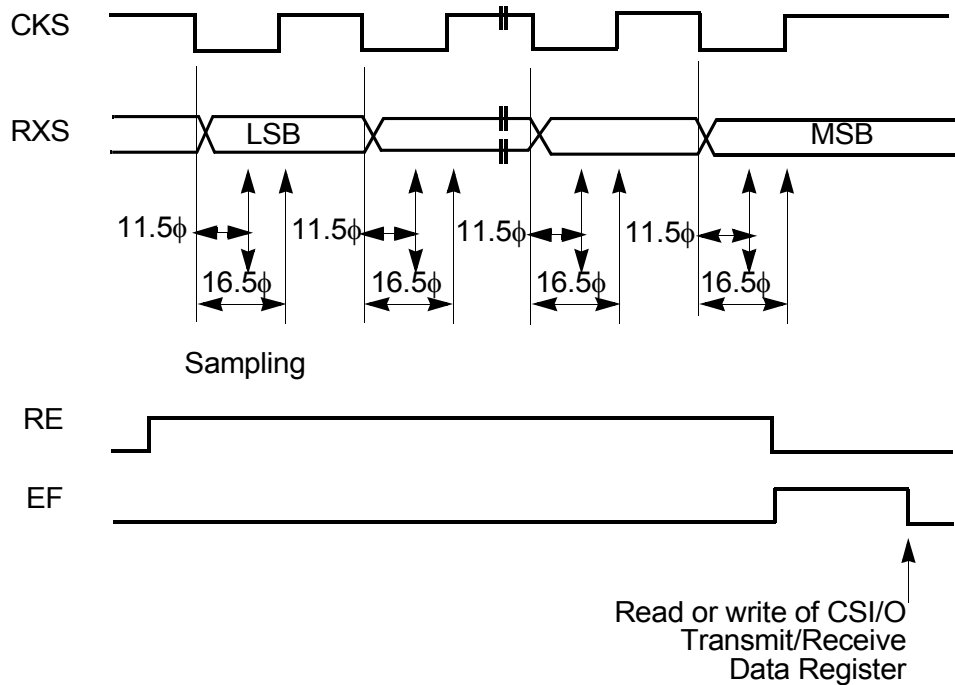 CKS
RXS
LSB
MSB
11.5ϕ
11.5ϕ
11.5ϕ
11.5ϕ
16.5ϕ
16.5ϕ
16.5ϕ
16.5ϕ
Sampling
RE
EF
Read or write of CSI/O
Transmit/Receive
Data Register